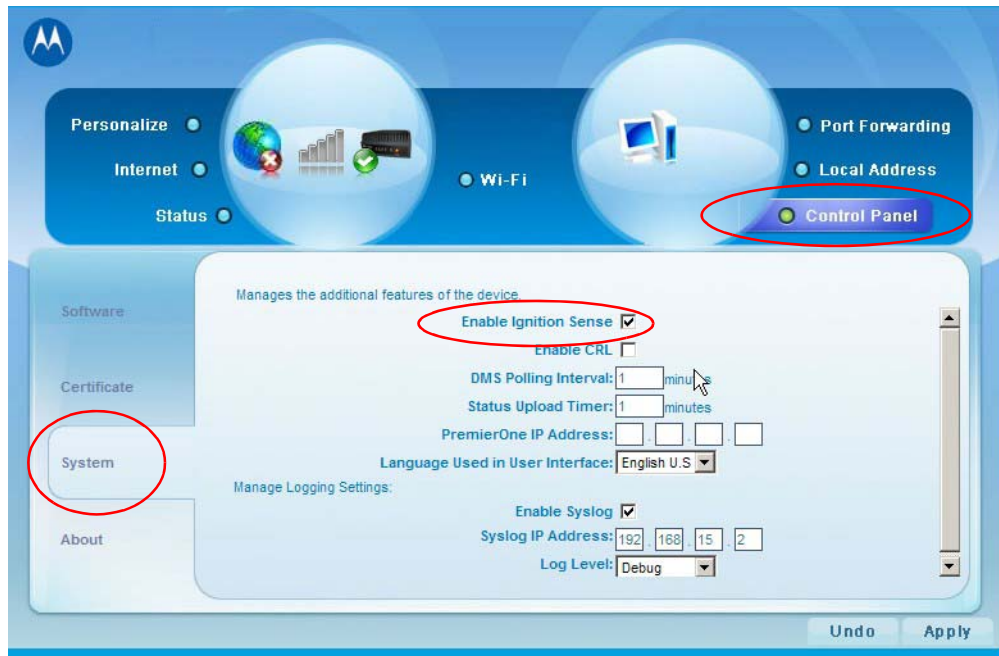 Personalize
Internet
Status
Wi-Fi
Port Forwarding
Local Address
Control Panel
Software
Certificate
System
About
Manages the additional features of the device.
Enable Ignition Sense
Enable CRL
DMS Polling Interval: 1 minutes
Status Upload Timer: 1 minutes
PremierOne IP Address: . . .
Language Used in User Interface: English U.S
Manage Logging Settings:
Enable Syslog
Syslog IP Address: 192 . 168 . 15 . 2
Log Level: Debug
Undo Apply